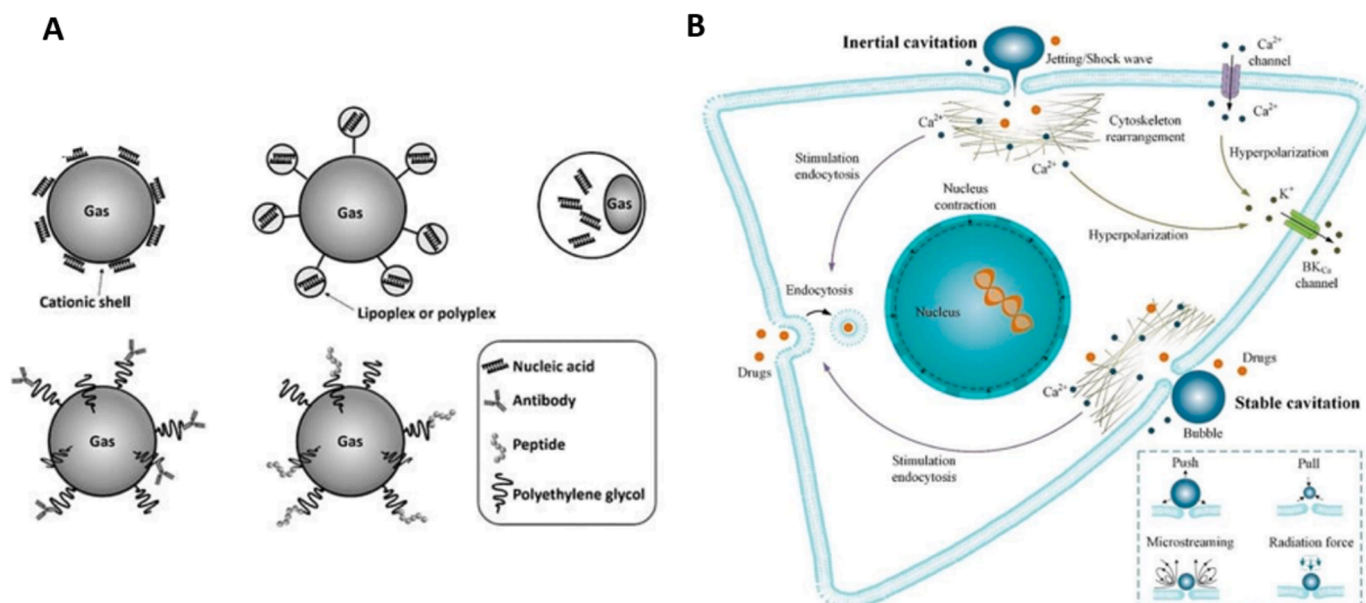 A
Gas
Cationic shell
Gas
Lipoplex or polyplex
Gas
Gas
Gas
Nucleic acid
Antibody
Peptide
Polyethylene glycol
B
Inertial cavitation
Jetting/Shock wave
Ca²⁺
channel
Ca²⁺
Ca²⁺
Cytoskeleton
rearrangement
Stimulation
endocytosis
Ca²⁺
Hyperpolarization
Nucleus
contraction
K⁺
Hyperpolarization
BKCa
channel
Endocytosis
Nucleus
Drugs
Drugs
Ca²⁺
Stable cavitation
Bubble
Stimulation
endocytosis
Push
Pull
Microstreaming
Radiation force